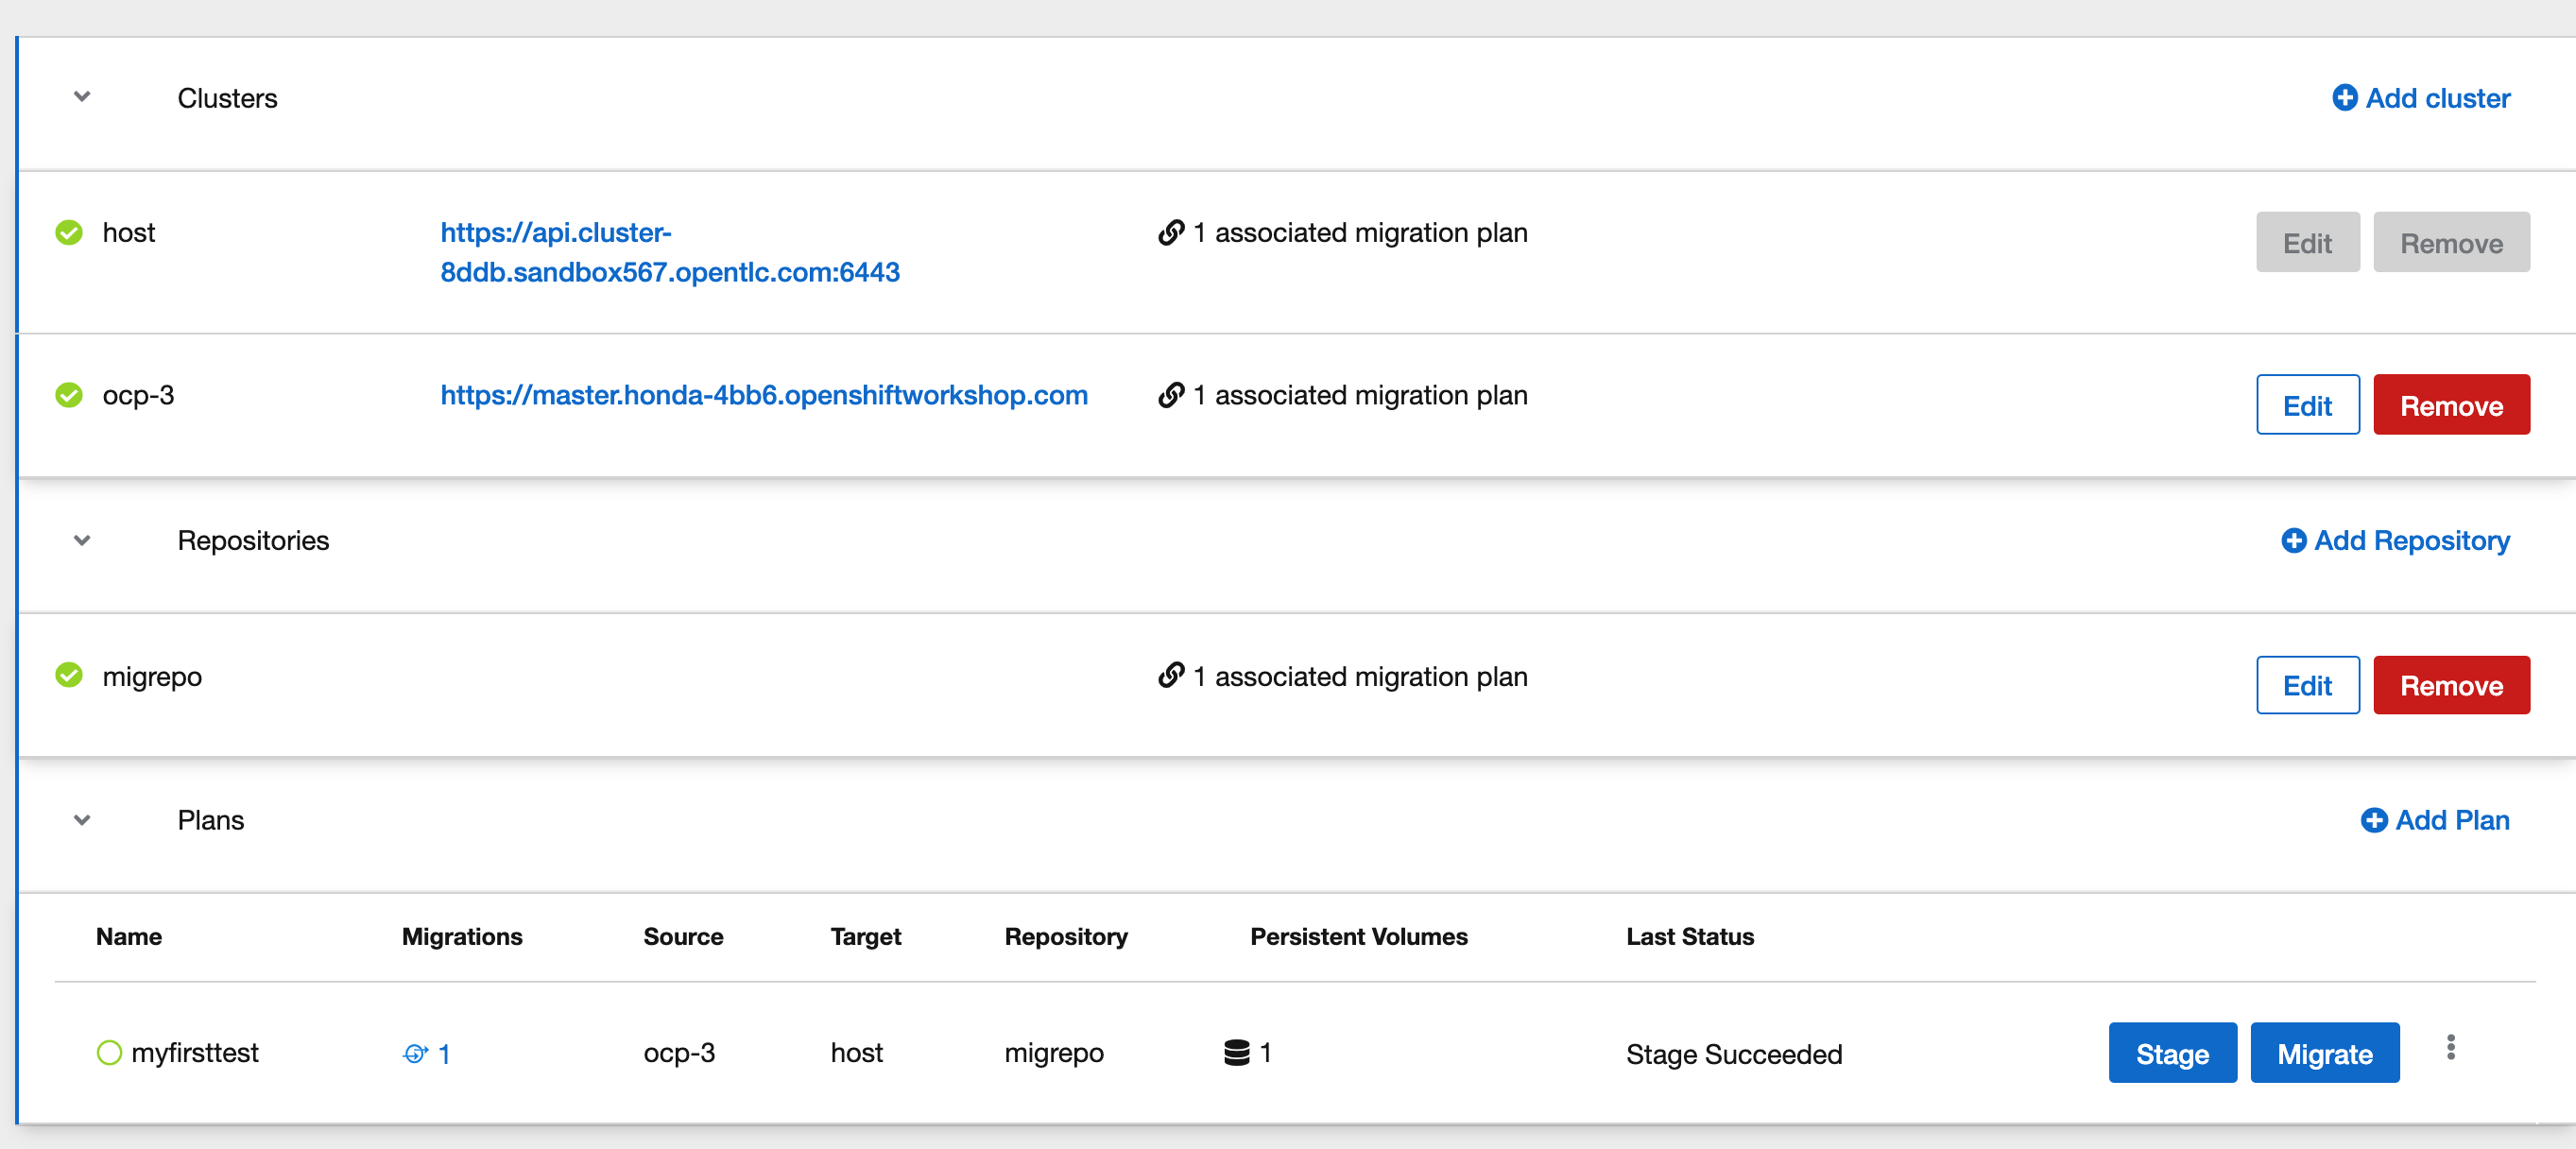 Clusters
Add cluster
host
https://api.cluster-
8ddb.sandbox567.opentlc.com:6443
1 associated migration plan
Edit
Remove
ocp-3
https://master.honda-4bb6.openshiftworkshop.com
1 associated migration plan
Edit
Remove
Repositories
Add Repository
migrepo
1 associated migration plan
Edit
Remove
Plans
Add Plan
Name Migrations Source Target Repository Persistent Volumes Last Status
myfirsttest 1 ocp-3 host migrepo 1 Stage Succeeded Stage Migrate